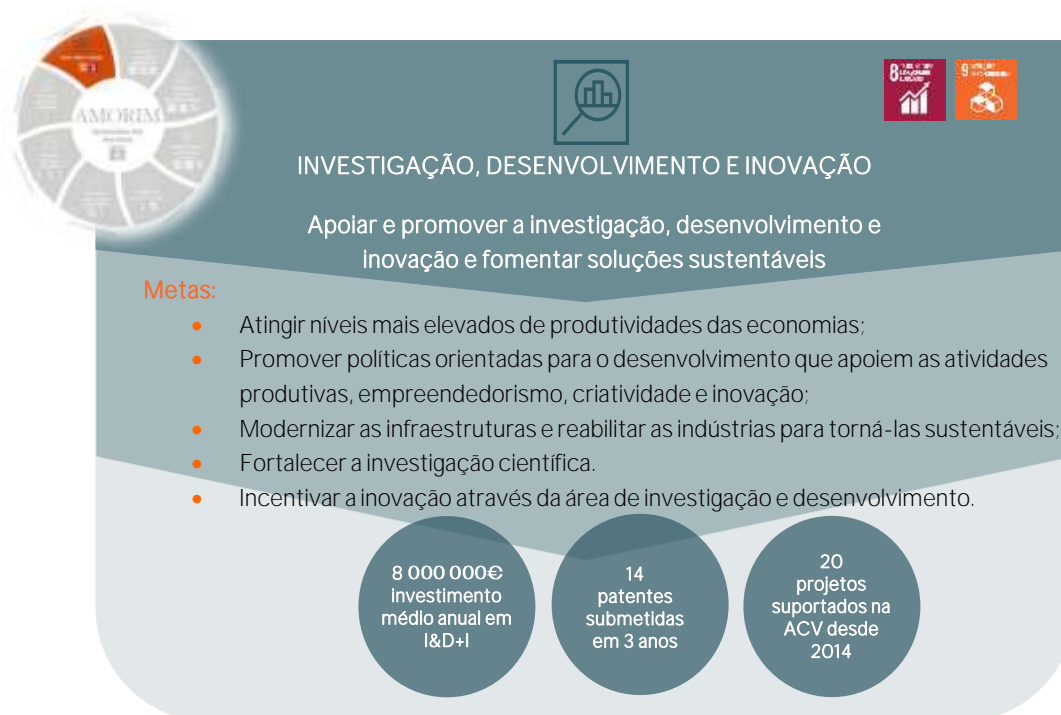 AMORIM
8
9
INVESTIGAÇÃO, DESENVOLVIMENTO E INOVAÇÃO
Apoiar e promover a investigação, desenvolvimento e
inovação e fomentar soluções sustentáveis
Metas:
• Atingir níveis mais elevados de produtividades das economias;
• Promover políticas orientadas para o desenvolvimento que apoiem as atividades
produtivas, empreendedorismo, criatividade e inovação;
• Modernizar as infraestruturas e reabilitar as indústrias para torná-las sustentáveis;
• Fortalecer a investigação científica.
• Incentivar a inovação através da área de investigação e desenvolvimento.
8 000 000€
investimento
médio anual em
I&D+I
14
patentes
submetidas
em 3 anos
20
projetos
suportados na
ACV desde
2014